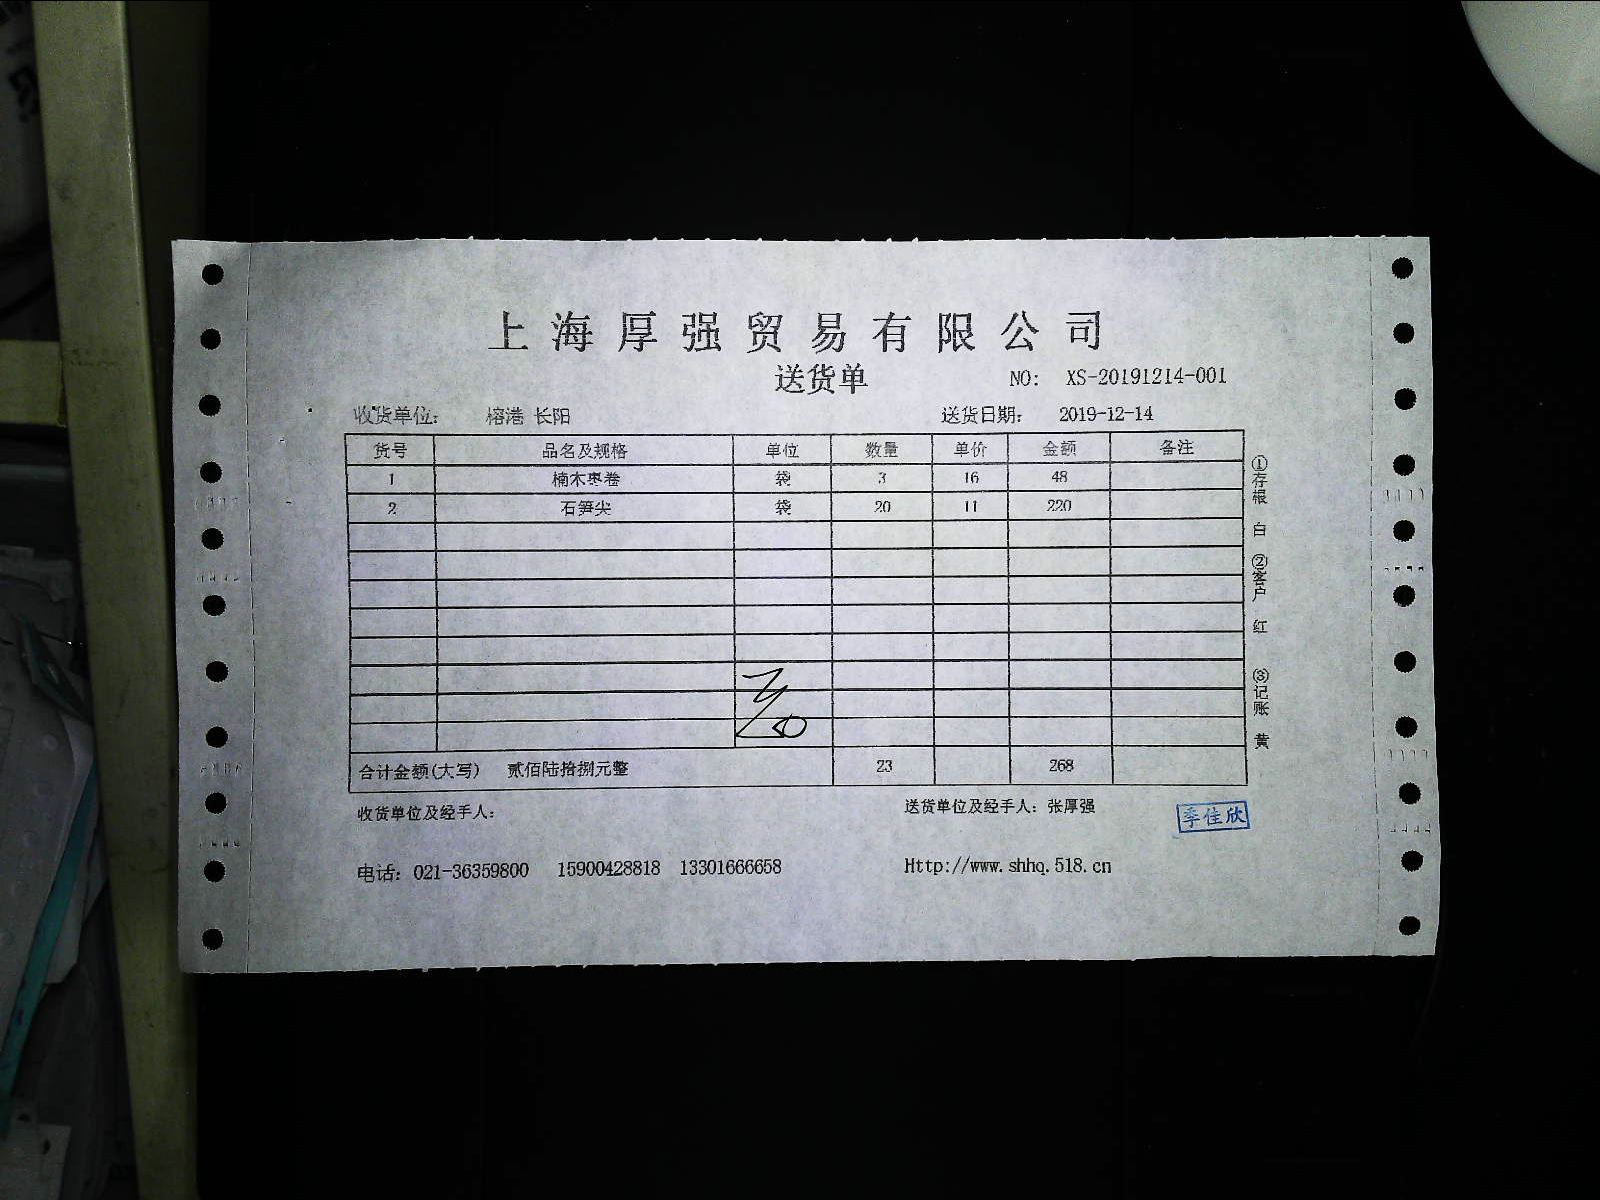 上海厚强贸易有限公司
送货单
NO: XS-20191214-001
收货单位: 榕港 长阳 送货日期: 2019-12-14
货号 品名及规格 单位 数量 单价 金额 备注
1 楠木枣卷 袋 3 16 48
2 石笋尖 袋 20 11 220
合计金额(大写) 贰佰陆拾捌元整 23 268
收货单位及经手人: 送货单位及经手人: 张厚强
季佳欣
电话: 021-36359800 15900428818 13301666658 Http://www.shhq.518.cn
①存根 白 ②客户 红 ③记账 黄